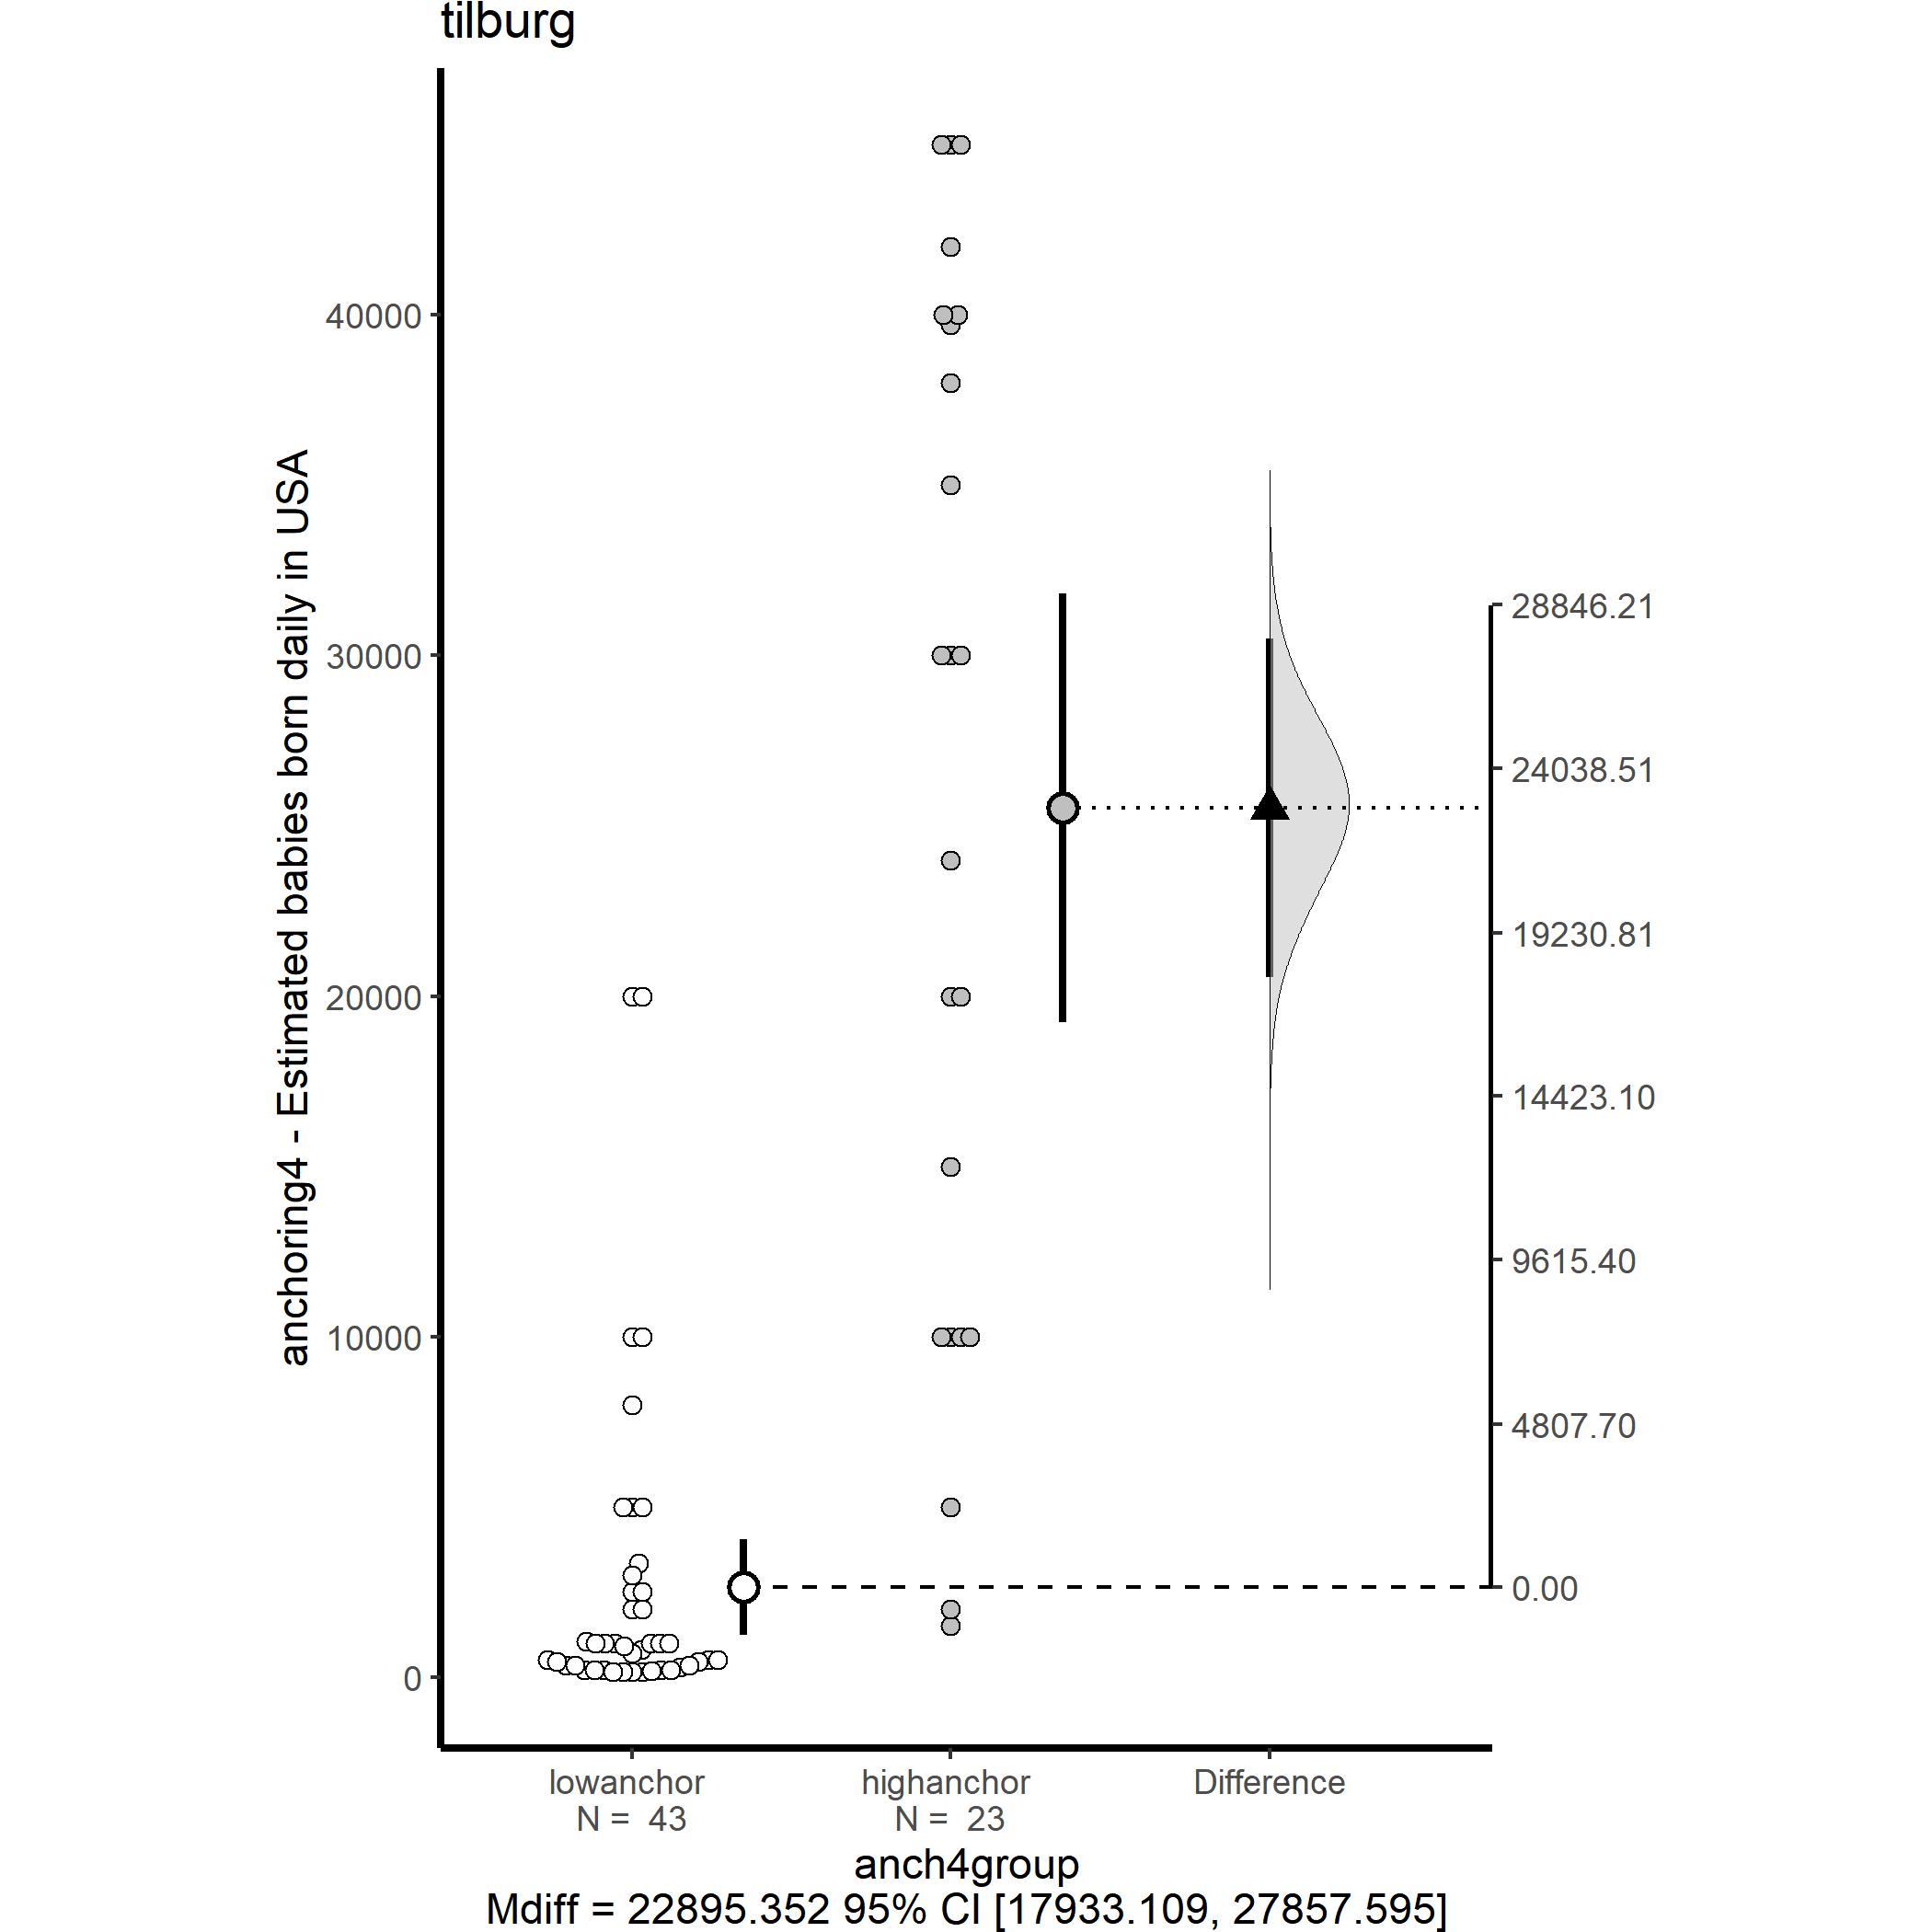 tilburg
anchoring4 - Estimated babies born daily in USA
40000
30000
20000
10000
0
28846.21
24038.51
19230.81
14423.10
9615.40
4807.70
0.00
lowanchor
N =  43
highanchor
N =  23
Difference
anch4group
Mdiff = 22895.352 95% CI [17933.109, 27857.595]